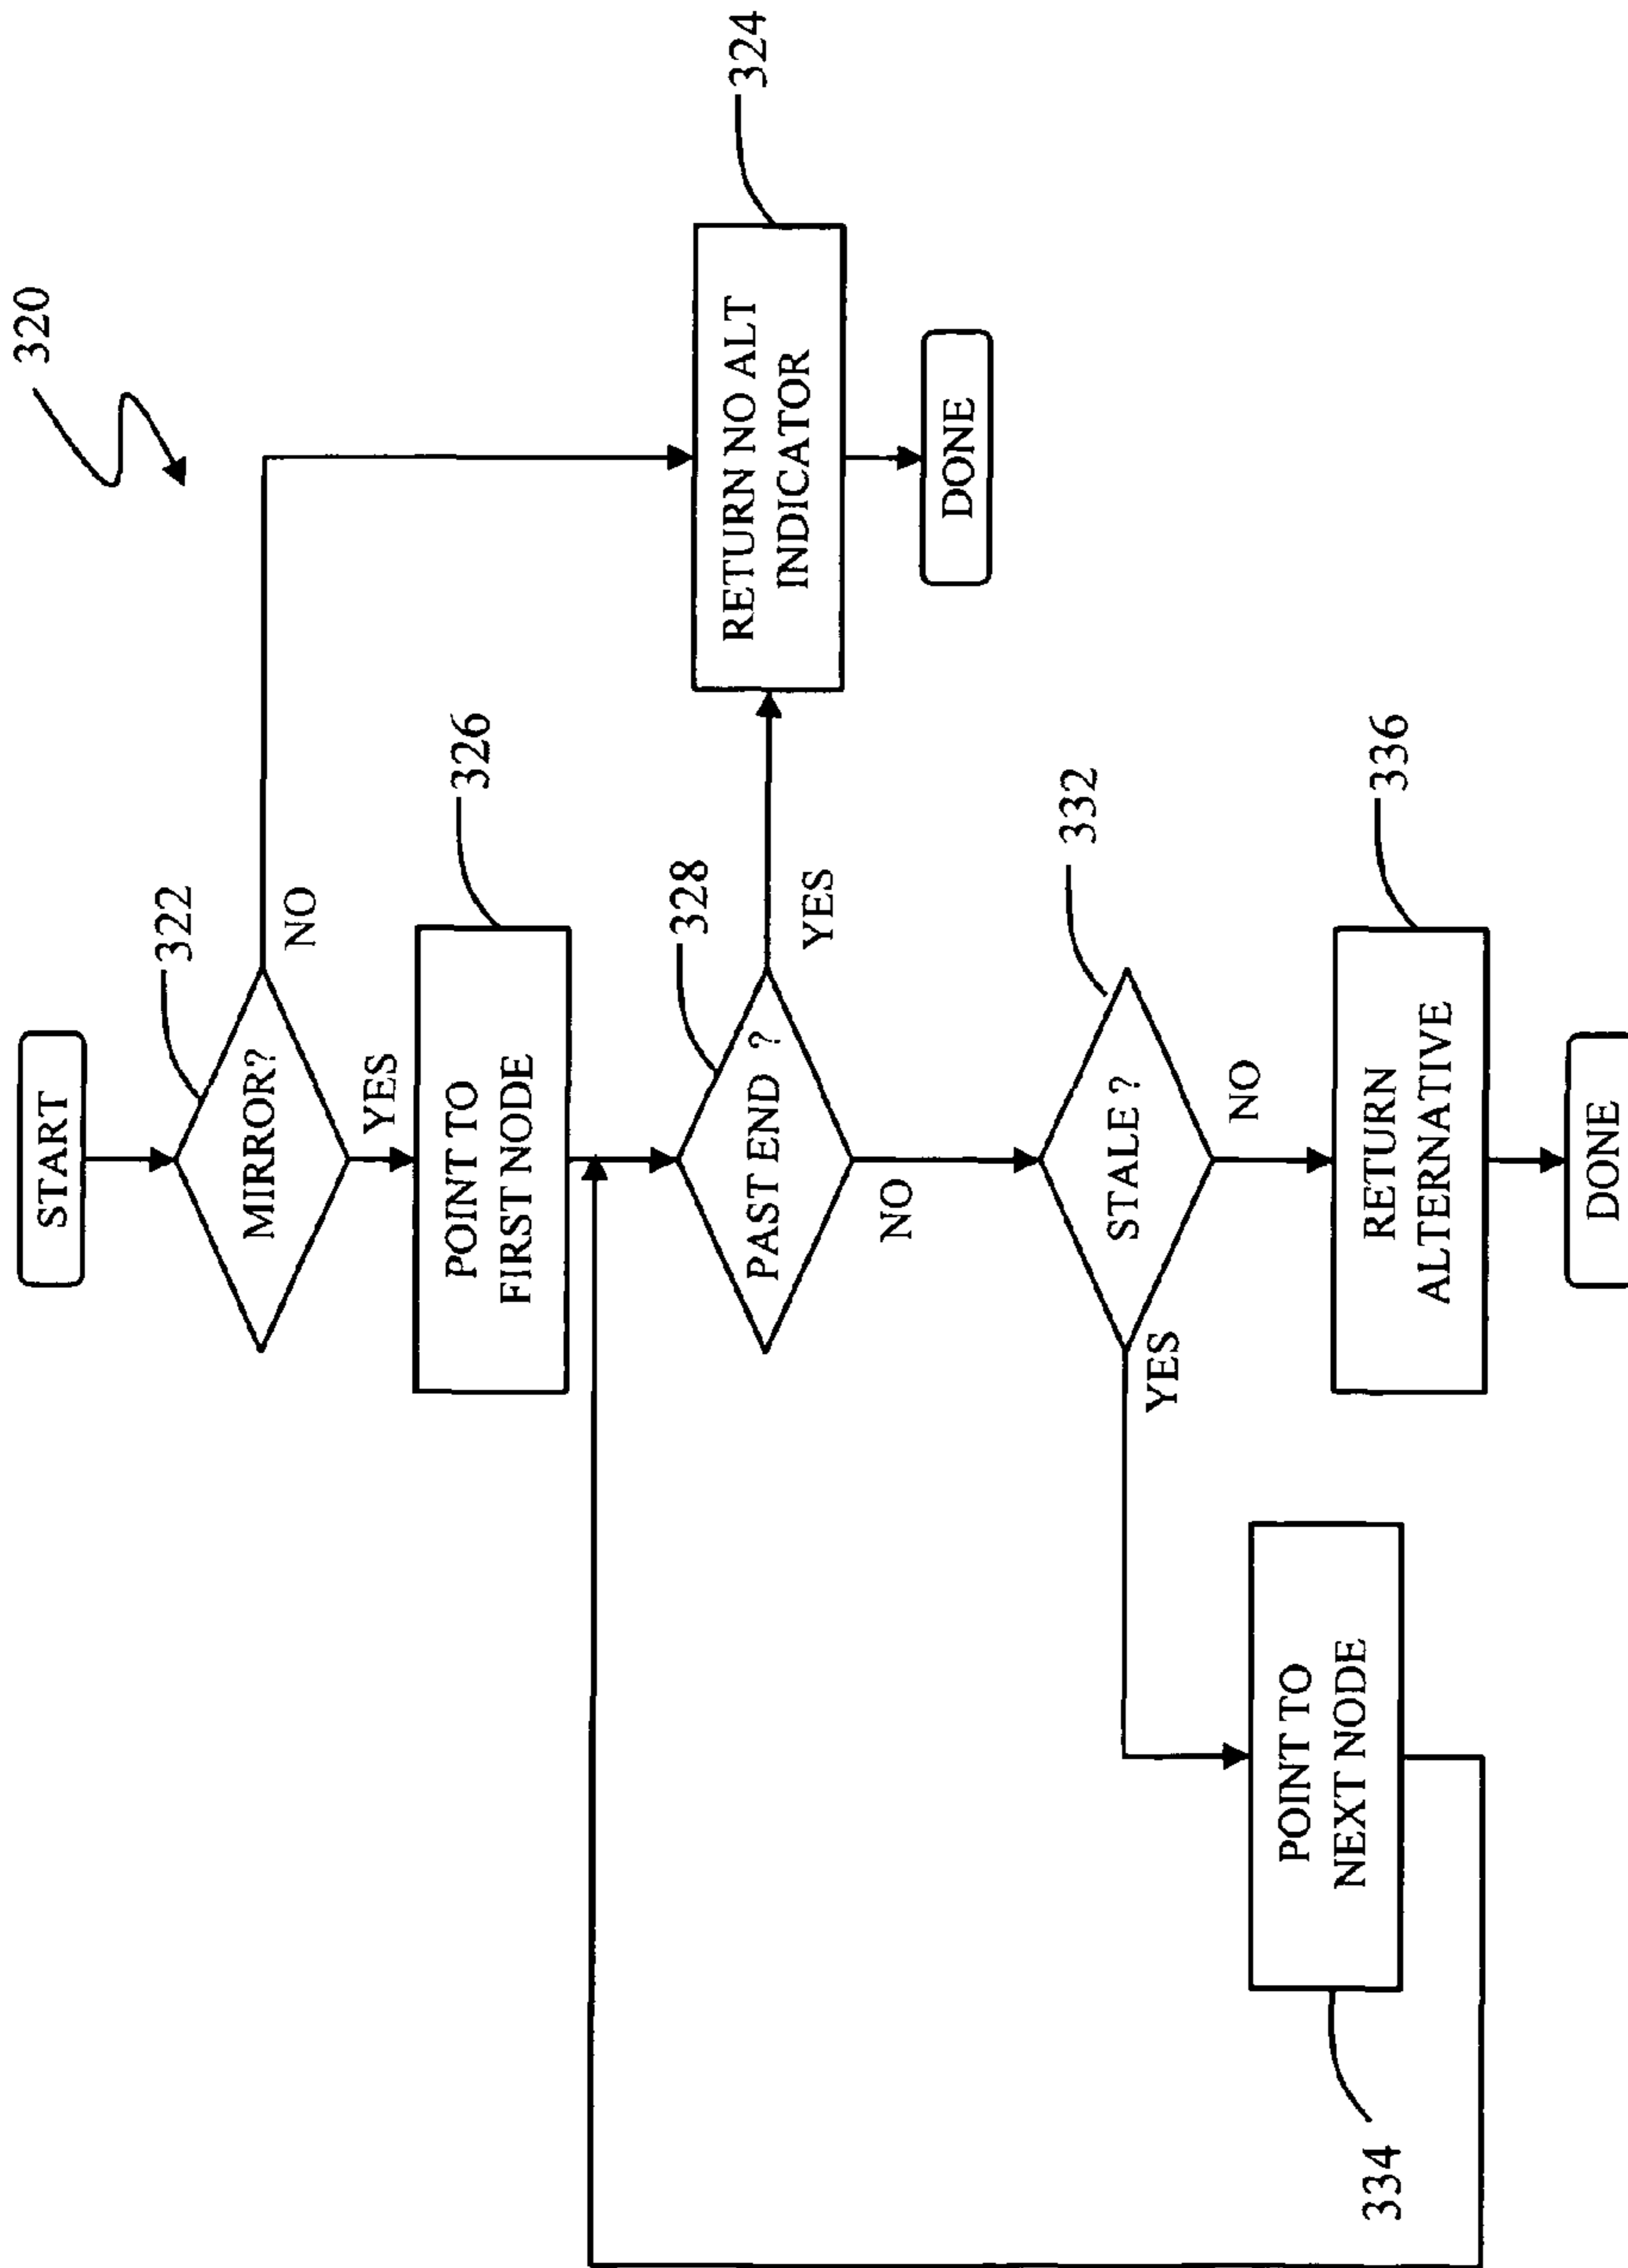 320
START
322
MIRROR?
NO
YES
326
POINT TO
FIRST NODE
328
PAST END ?
YES
NO
324
RETURN NO ALT
INDICATOR
DONE
332
STALE ?
YES
NO
334
POINT TO
NEXT NODE
336
RETURN
ALTERNATIVE
DONE